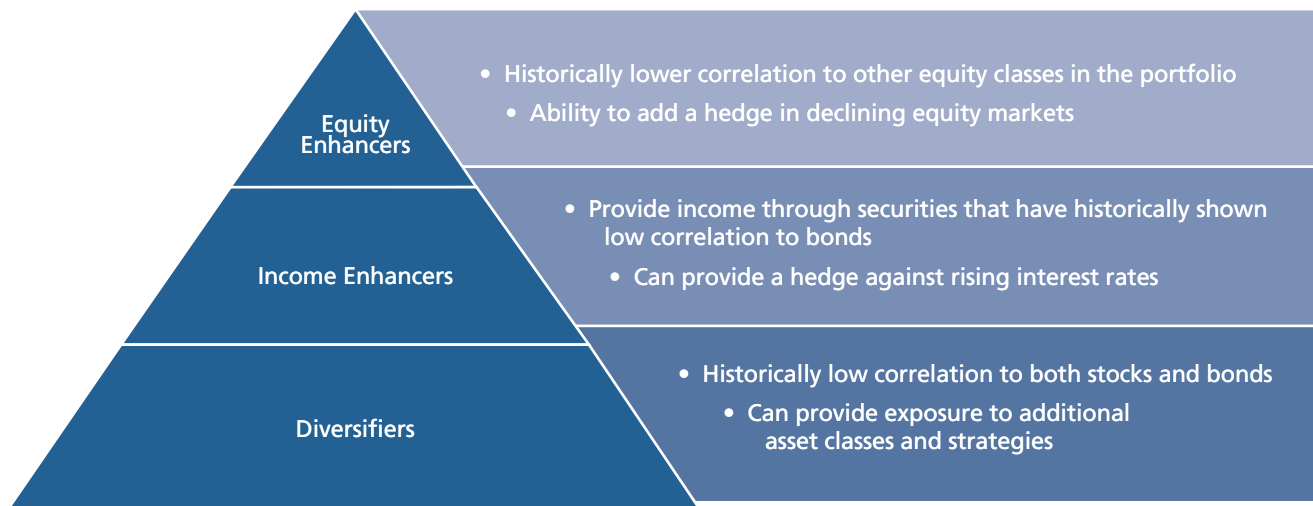 Equity
Enhancers
• Historically lower correlation to other equity classes in the portfolio
• Ability to add a hedge in declining equity markets
Income Enhancers
• Provide income through securities that have historically shown
low correlation to bonds
• Can provide a hedge against rising interest rates
Diversifiers
• Historically low correlation to both stocks and bonds
• Can provide exposure to additional
asset classes and strategies